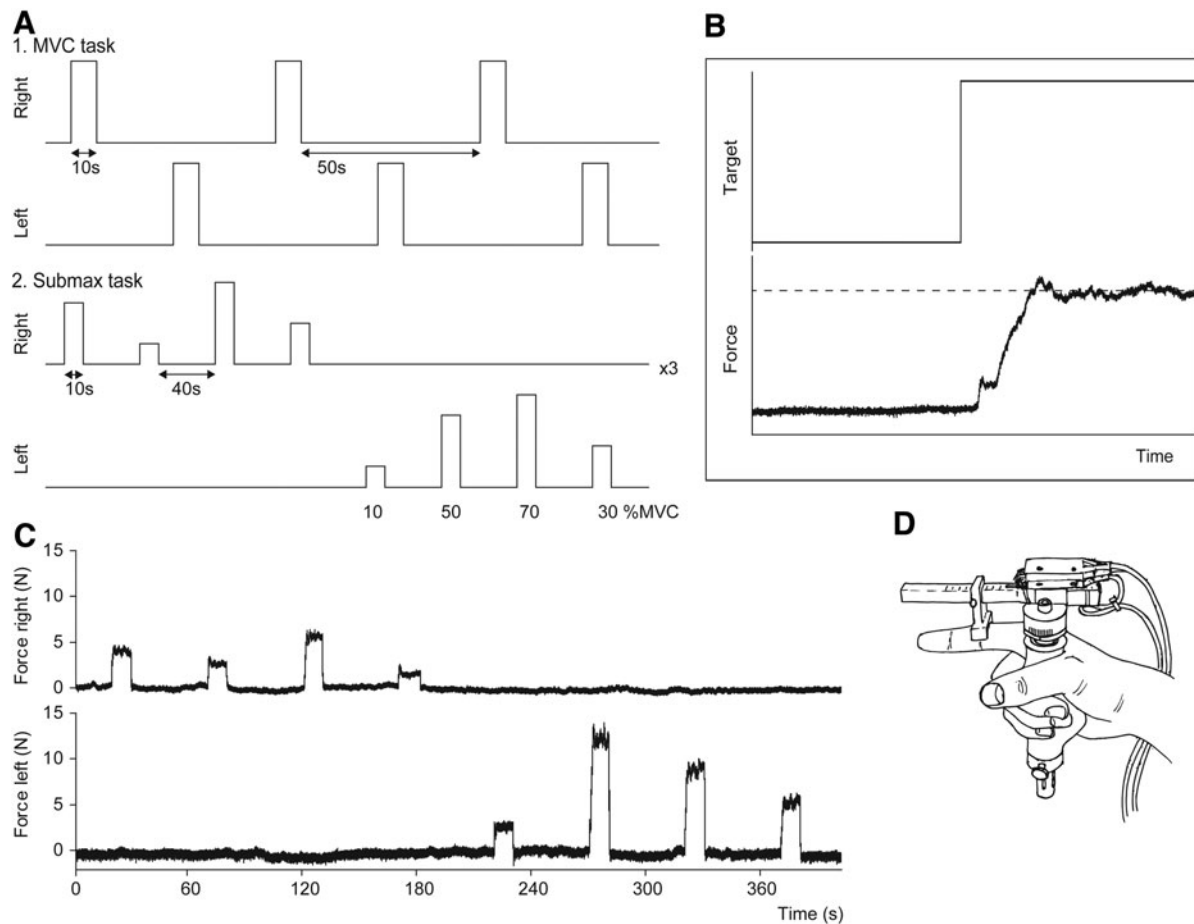 A
1. MVC task
Right
10s
50s
Left
2. Submax task
Right
10s
40s
x3
Left
10 50 70 30 %MVC
B
Target
Force
Time
C
Force right (N)
15
10
5
0
Force left (N)
15
10
5
0
0 60 120 180 240 300 360
Time (s)
D